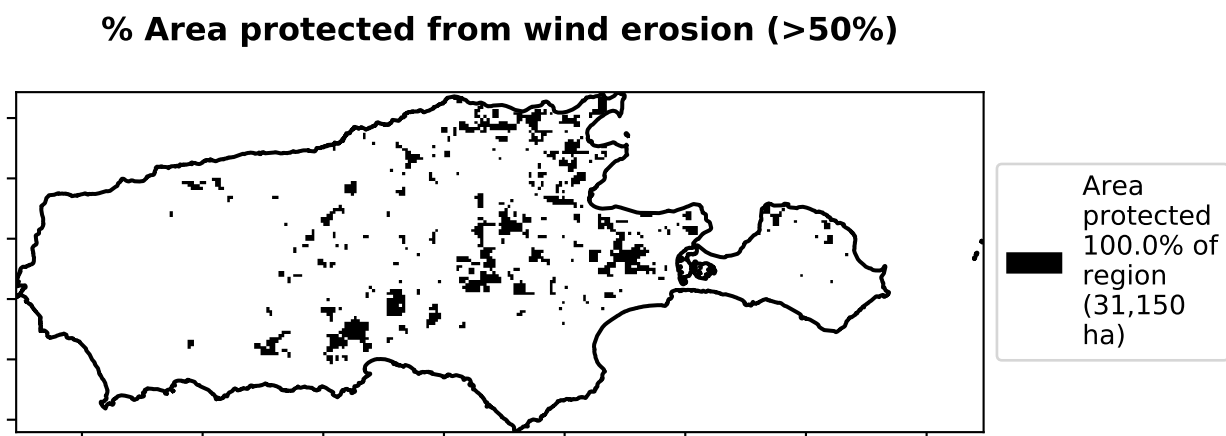 % Area protected from wind erosion (>50%)
Area
protected
100.0% of
region
(31,150
ha)